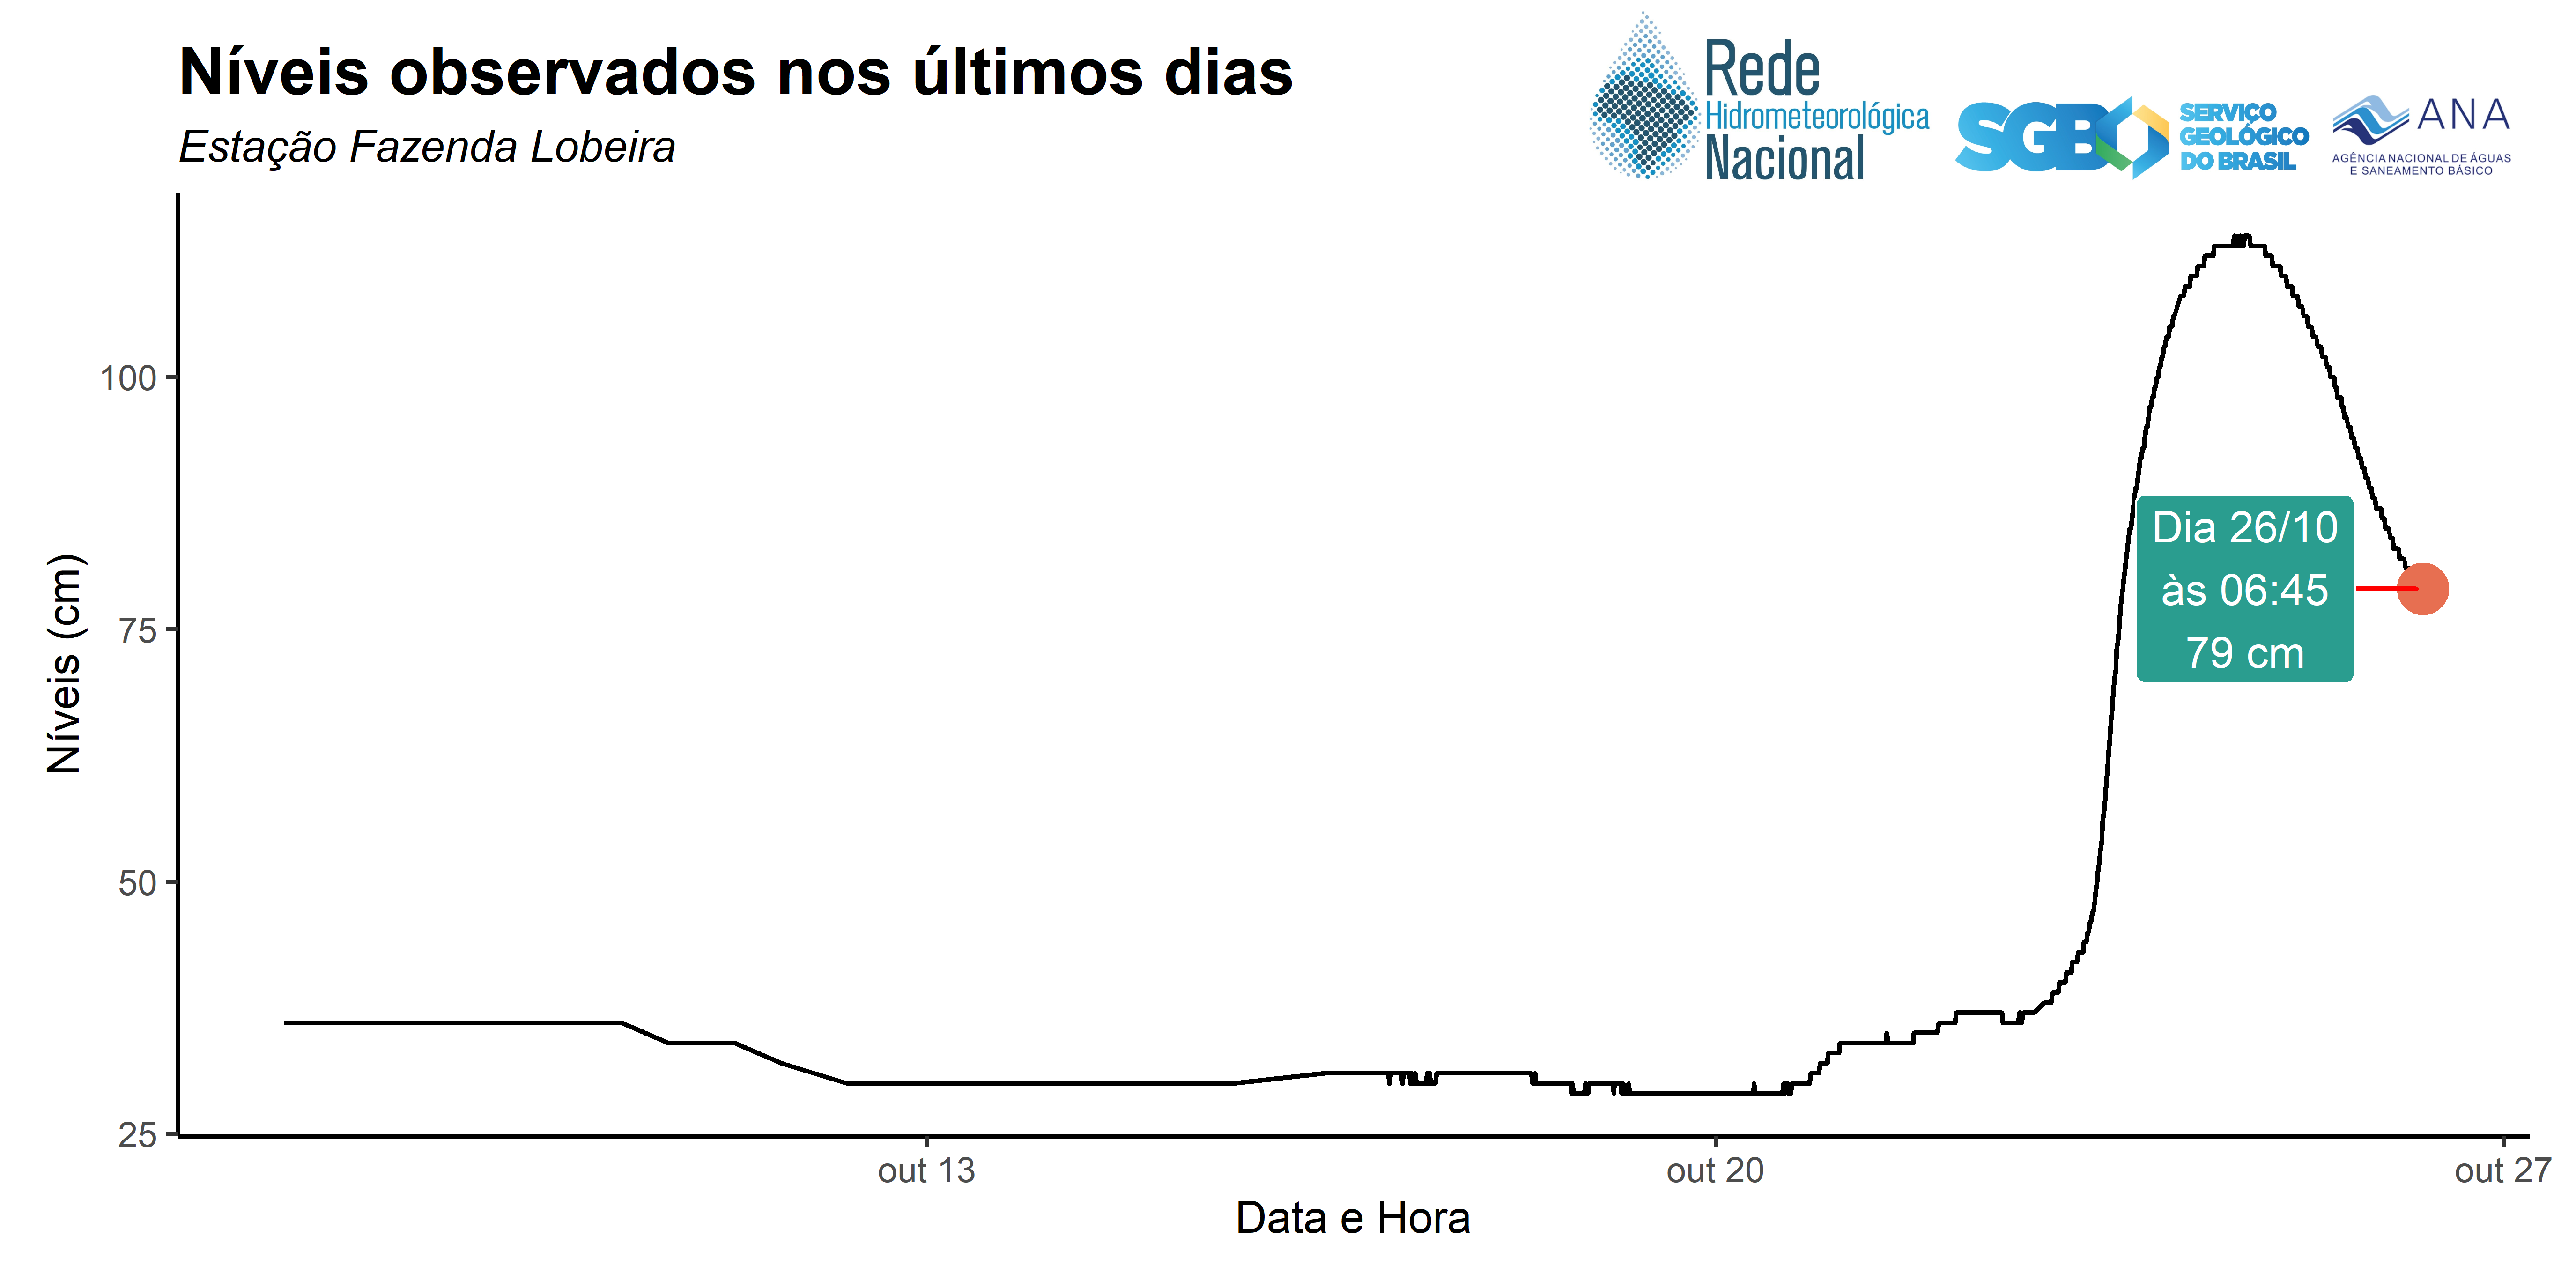 Níveis observados nos últimos dias
Estação Fazenda Lobeira
Rede
Hidrometeorológica
Nacional
SGB
SERVIÇO
GEOLÓGICO
DO BRASIL
ANA
AGÊNCIA NACIONAL DE ÁGUAS
E SANEAMENTO BÁSICO
Níveis (cm)
100
75
50
25
Dia 26/10
às 06:45
79 cm
out 13
out 20
out 27
Data e Hora